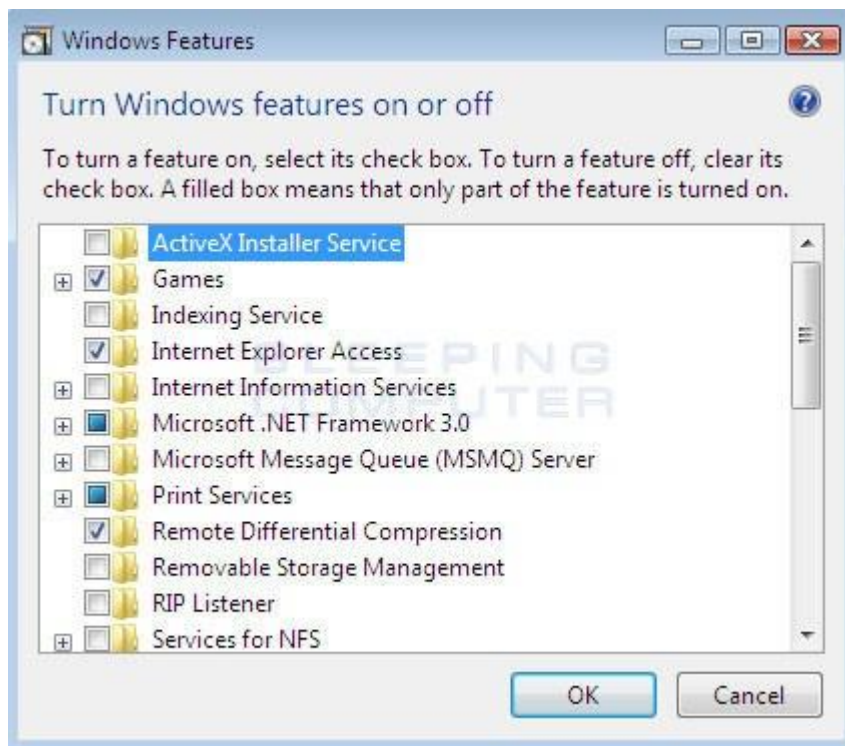 Windows Features
Turn Windows features on or off
To turn a feature on, select its check box. To turn a feature off, clear its
check box. A filled box means that only part of the feature is turned on.
ActiveX Installer Service
Games
Indexing Service
Internet Explorer Access
BLEEPING
Internet Information Services
COMPUTER
Microsoft .NET Framework 3.0
Microsoft Message Queue (MSMQ) Server
Print Services
Remote Differential Compression
Removable Storage Management
RIP Listener
Services for NFS
OK
Cancel